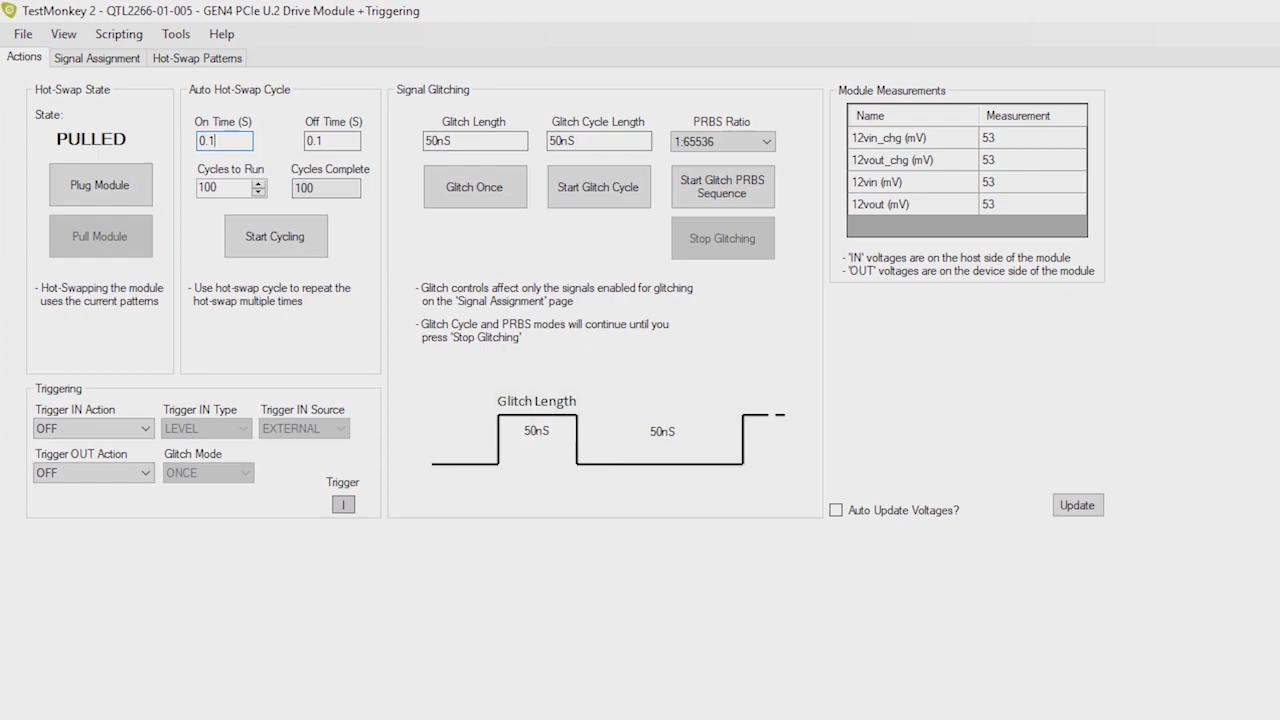 TestMonkey 2 - QTL2266-01-005 - GEN4 PCIe U.2 Drive Module +Triggering
File View Scripting Tools Help
Actions Signal Assignment Hot-Swap Patterns
Hot-Swap State
State:
PULLED
Plug Module
Pull Module
- Hot-Swapping the module
uses the current patterns
Auto Hot-Swap Cycle
On Time (S) Off Time (S)
0.1 0.1
Cycles to Run Cycles Complete
100 100
Start Cycling
- Use hot-swap cycle to repeat the
hot-swap multiple times
Signal Glitching
Glitch Length Glitch Cycle Length PRBS Ratio
50nS 50nS 1:65536
Glitch Once Start Glitch Cycle Start Glitch PRBS
Sequence
Stop Glitching
- Glitch controls affect only the signals enabled for glitching
on the 'Signal Assignment' page
- Glitch Cycle and PRBS modes will continue until you
press 'Stop Glitching'
Glitch Length
50nS 50nS
Module Measurements
Name Measurement
12vin_chg (mV) 53
12vout_chg (mV) 53
12vin (mV) 53
12vout (mV) 53
- 'IN' voltages are on the host side of the module
- 'OUT' voltages are on the device side of the module
Auto Update Voltages? Update
Triggering
Trigger IN Action Trigger IN Type Trigger IN Source
OFF LEVEL EXTERNAL
Trigger OUT Action Glitch Mode
OFF ONCE
Trigger
I